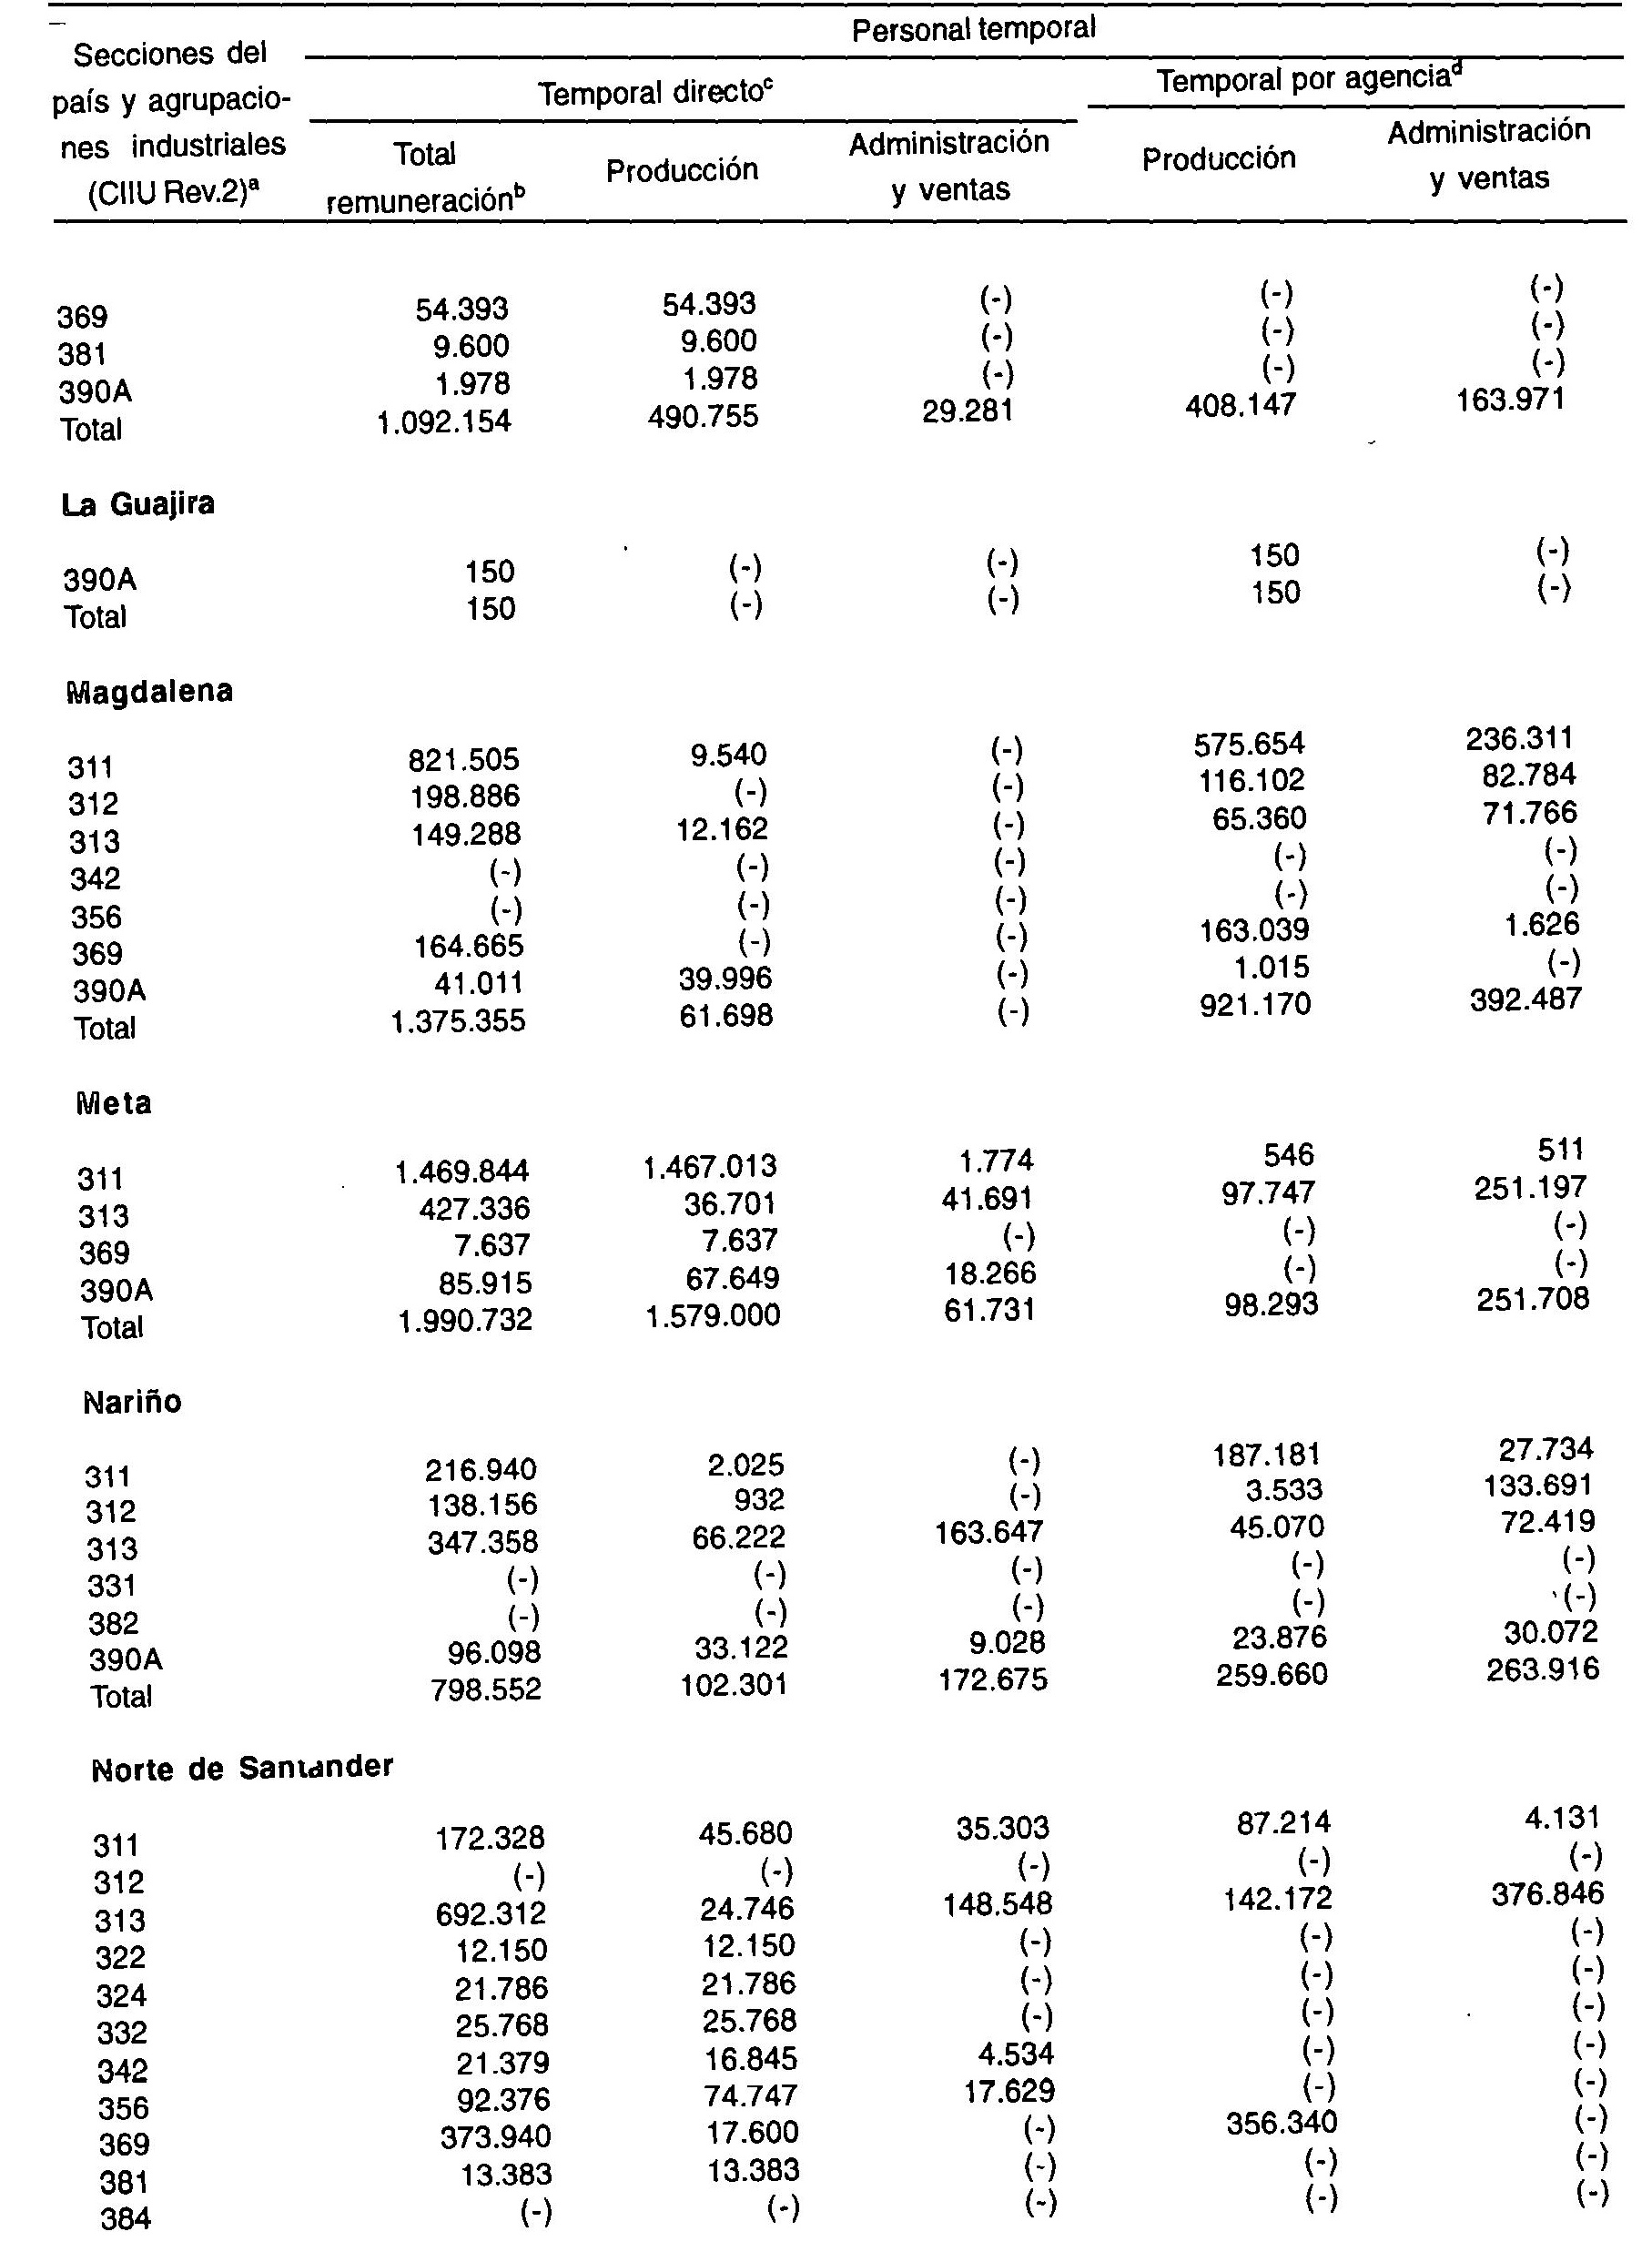 Personal temporal
Secciones del país y agrupacio- nes industriales (CIIU Rev.2)ª
Temporal directoᶜ
Temporal por agenciaᵈ
Total remuneraciónᵇ
Producción
Administración y ventas
Producción
Administración y ventas
369 54.393 54.393 (-) (-) (-)
381 9.600 9.600 (-) (-) (-)
390A 1.978 1.978 (-) (-) (-)
Total 1.092.154 490.755 29.281 408.147 163.971
La Guajira
390A 150 (-) (-) 150 (-)
Total 150 (-) (-) 150 (-)
Magdalena
311 821.505 9.540 (-) 575.654 236.311
312 198.886 (-) (-) 116.102 82.784
313 149.288 12.162 (-) 65.360 71.766
342 (-) (-) (-) (-) (-)
356 (-) (-) (-) (-) (-)
369 164.665 (-) (-) 163.039 1.626
390A 41.011 39.996 (-) 1.015 (-)
Total 1.375.355 61.698 (-) 921.170 392.487
Meta
311 1.469.844 1.467.013 1.774 546 511
313 427.336 36.701 41.691 97.747 251.197
369 7.637 7.637 (-) (-) (-)
390A 85.915 67.649 18.266 (-) (-)
Total 1.990.732 1.579.000 61.731 98.293 251.708
Nariño
311 216.940 2.025 (-) 187.181 27.734
312 138.156 932 (-) 3.533 133.691
313 347.358 66.222 163.647 45.070 72.419
331 (-) (-) (-) (-) (-)
382 (-) (-) (-) (-) (-)
390A 96.098 33.122 9.028 23.876 30.072
Total 798.552 102.301 172.675 259.660 263.916
Norte de Santander
311 172.328 45.680 35.303 87.214 4.131
312 (-) (-) (-) (-) (-)
313 692.312 24.746 148.548 142.172 376.846
322 12.150 12.150 (-) (-) (-)
324 21.786 21.786 (-) (-) (-)
332 25.768 25.768 (-) (-) (-)
342 21.379 16.845 4.534 (-) (-)
356 92.376 74.747 17.629 (-) (-)
369 373.940 17.600 (-) 356.340 (-)
381 13.383 13.383 (-) (-) (-)
384 (-) (-) (-) (-) (-)